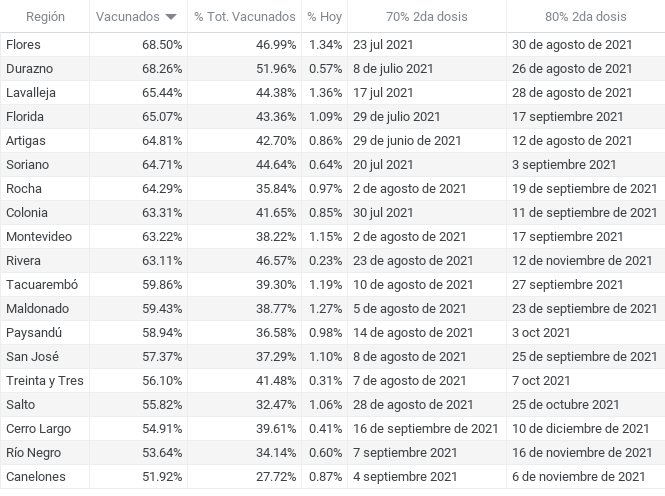 Región Vacunados % Tot. Vacunados % Hoy 70% 2da dosis 80% 2da dosis
Flores 68.50% 46.99% 1.34% 23 jul 2021 30 de agosto de 2021
Durazno 68.26% 51.96% 0.57% 8 de julio 2021 26 de agosto de 2021
Lavalleja 65.44% 44.38% 1.36% 17 jul 2021 28 de agosto de 2021
Florida 65.07% 43.36% 1.09% 29 de julio 2021 17 septiembre 2021
Artigas 64.81% 42.70% 0.86% 29 de junio de 2021 12 de agosto de 2021
Soriano 64.71% 44.64% 0.64% 20 jul 2021 3 septiembre 2021
Rocha 64.29% 35.84% 0.97% 2 de agosto de 2021 19 de septiembre de 2021
Colonia 63.31% 41.65% 0.85% 30 jul 2021 11 de septiembre de 2021
Montevideo 63.22% 38.22% 1.15% 2 de agosto de 2021 17 septiembre 2021
Rivera 63.11% 46.57% 0.23% 23 de agosto de 2021 12 de noviembre de 2021
Tacuarembó 59.86% 39.30% 1.19% 10 de agosto de 2021 27 septiembre 2021
Maldonado 59.43% 38.77% 1.27% 5 de agosto de 2021 23 de septiembre de 2021
Paysandú 58.94% 36.58% 0.98% 14 de agosto de 2021 3 oct 2021
San José 57.37% 37.29% 1.10% 8 de agosto de 2021 25 de septiembre de 2021
Treinta y Tres 56.10% 41.48% 0.31% 7 de agosto de 2021 7 oct 2021
Salto 55.82% 32.47% 1.06% 28 de agosto de 2021 25 de octubre 2021
Cerro Largo 54.91% 39.61% 0.41% 16 de septiembre de 2021 10 de diciembre de 2021
Río Negro 53.64% 34.14% 0.60% 7 septiembre 2021 16 de noviembre de 2021
Canelones 51.92% 27.72% 0.87% 4 septiembre 2021 6 de noviembre de 2021